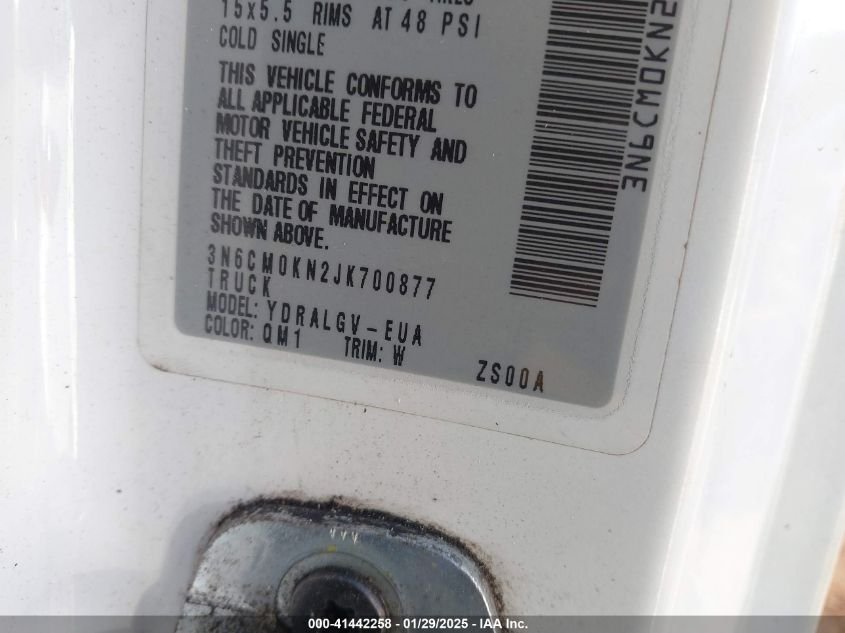 15x5.5 RIMS AT 48 PSI
COLD SINGLE
THIS VEHICLE CONFORMS TO
ALL APPLICABLE FEDERAL
MOTOR VEHICLE SAFETY AND
THEFT PREVENTION
STANDARDS IN EFFECT ON
THE DATE OF MANUFACTURE
SHOWN ABOVE.
3N6CM0KN2JK700877
TRUCK
MODEL: YDRALGV-EUA
COLOR: QM1 TRIM: W
ZS00A
3N6CM0KN2
000-41442258 - 01/29/2025 - IAA Inc.